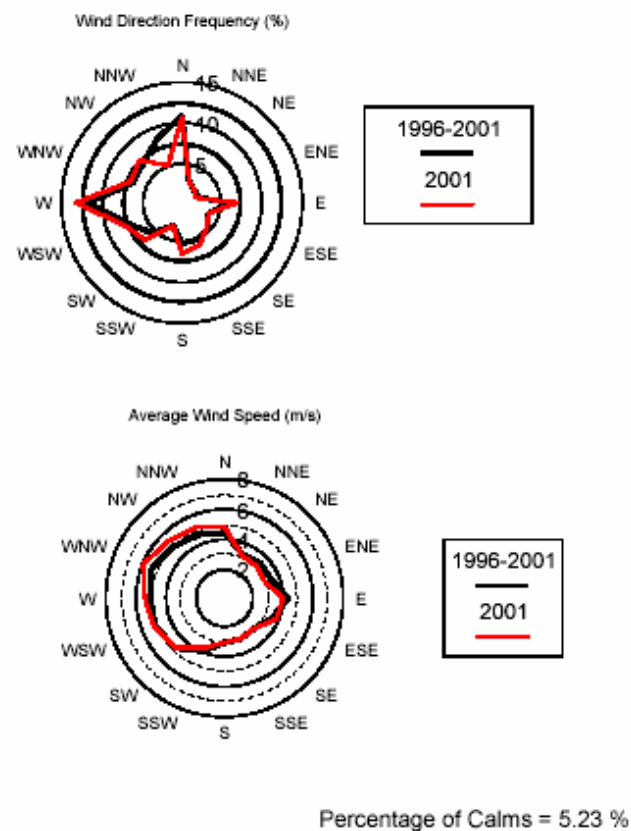 Wind Direction Frequency (%)
N
NNW
NNE
15
NW
NE
10
WNW
ENE
5
W
E
WSW
ESE
SW
SE
SSW
SSE
S
1996-2001
2001
Average Wind Speed (m/s)
N
NNW
NNE
8
NW
NE
6
WNW
ENE
4
2
W
E
WSW
ESE
SW
SE
SSW
SSE
S
1996-2001
2001
Percentage of Calms = 5.23 %